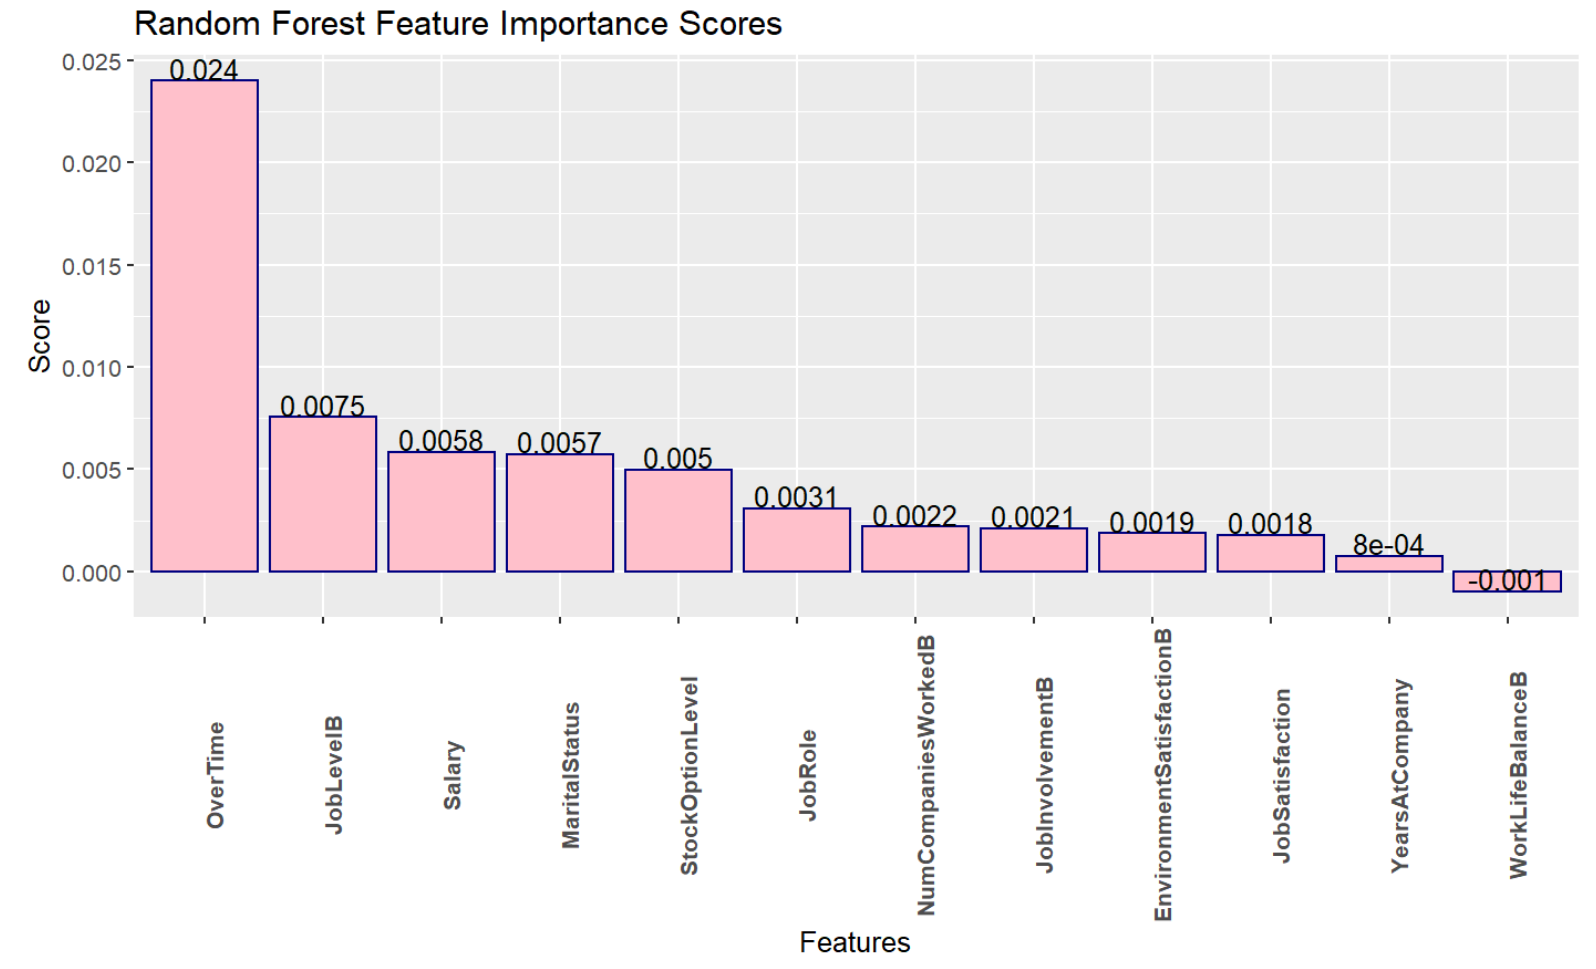 Random Forest Feature Importance Scores
Score
0.025
0.020
0.015
0.010
0.005
0.000
0.024
0.0075
0.0058
0.0057
0.005
0.0031
0.0022
0.0021
0.0019
0.0018
8e-04
-0.001
OverTime
JobLevelB
Salary
MaritalStatus
StockOptionLevel
JobRole
NumCompaniesWorkedB
JobInvolvementB
EnvironmentSatisfactionB
JobSatisfaction
YearsAtCompany
WorkLifeBalanceB
Features